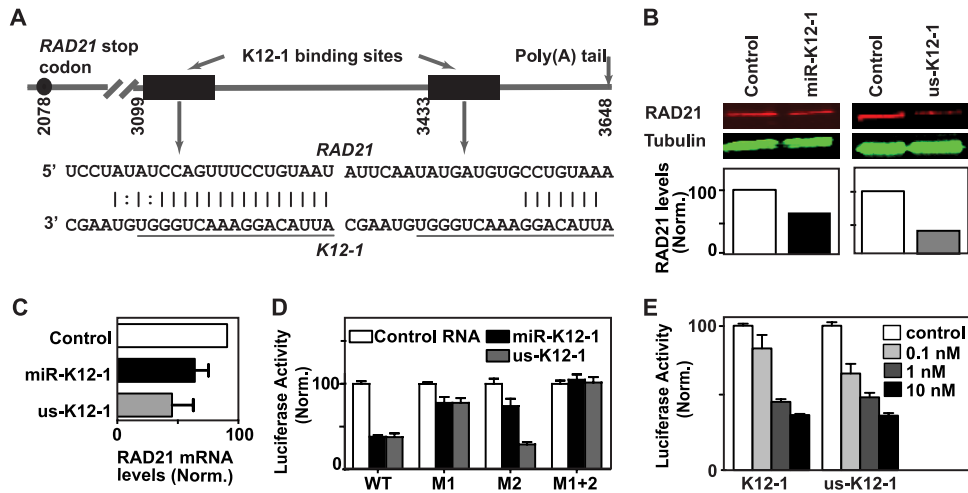 A
RAD21 stop
codon
K12-1 binding sites
Poly(A) tail
2078
3099
3433
3648
RAD21
5' UCCUAUAUCCAGUUUCCUGUAAU AUUCAAUAUGAUGUGCCUGUAAA
3' CGAAUGUGGGUCAAAGGACAUUA CGAAUGUGGGUCAAAGGACAUUA
K12-1
B
Control
miR-K12-1
Control
us-K12-1
RAD21
Tubulin
RAD21 levels
(Norm.)
100
0
C
Control
miR-K12-1
us-K12-1
0
100
RAD21 mRNA
levels (Norm.)
D
Control RNA
miR-K12-1
us-K12-1
Luciferase Activity
(Norm.)
100
0
WT
M1
M2
M1+2
E
control
0.1 nM
1 nM
10 nM
Luciferase Activity
(Norm.)
100
0
K12-1
us-K12-1